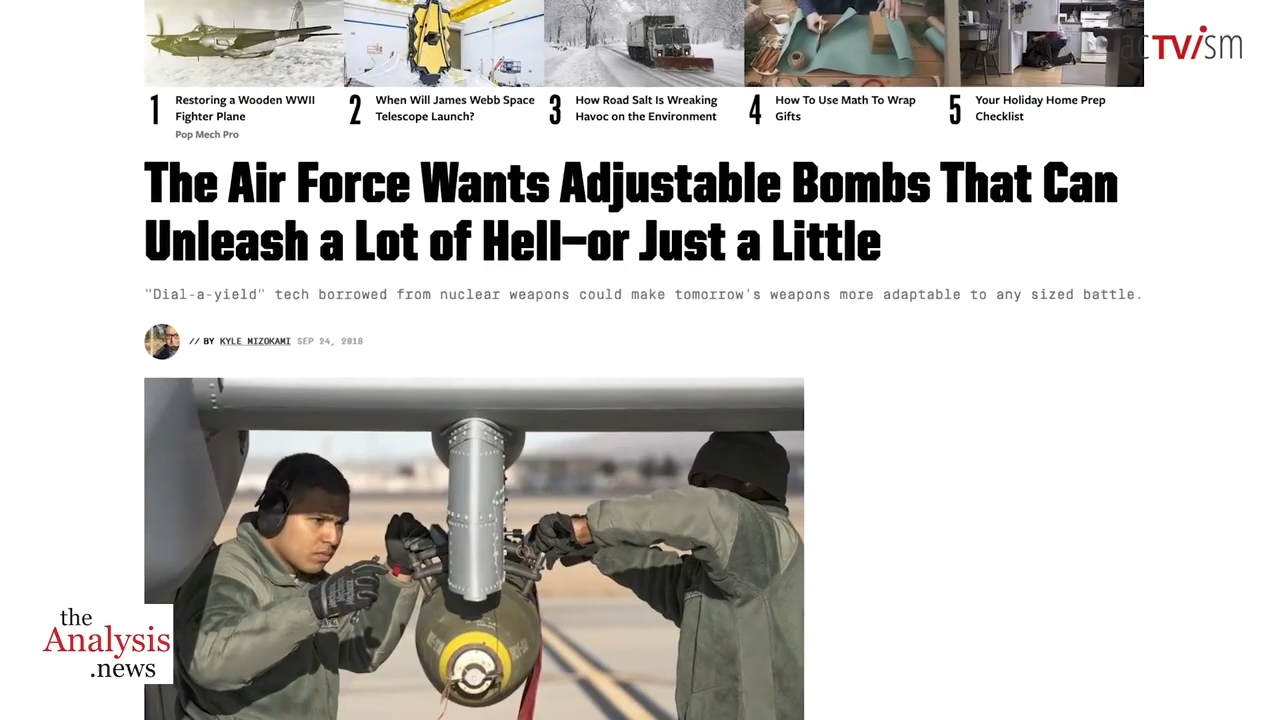 acTVism
1 Restoring a Wooden WWII
Fighter Plane
Pop Mech Pro
2 When Will James Webb Space
Telescope Launch?
3 How Road Salt Is Wreaking
Havoc on the Environment
4 How To Use Math To Wrap
Gifts
5 Your Holiday Home Prep
Checklist
The Air Force Wants Adjustable Bombs That Can
Unleash a Lot of Hell—or Just a Little
"Dial-a-yield" tech borrowed from nuclear weapons could make tomorrow's weapons more adaptable to any sized battle.
// BY KYLE MIZOKAMI SEP 24, 2018
the
Analysis
.news